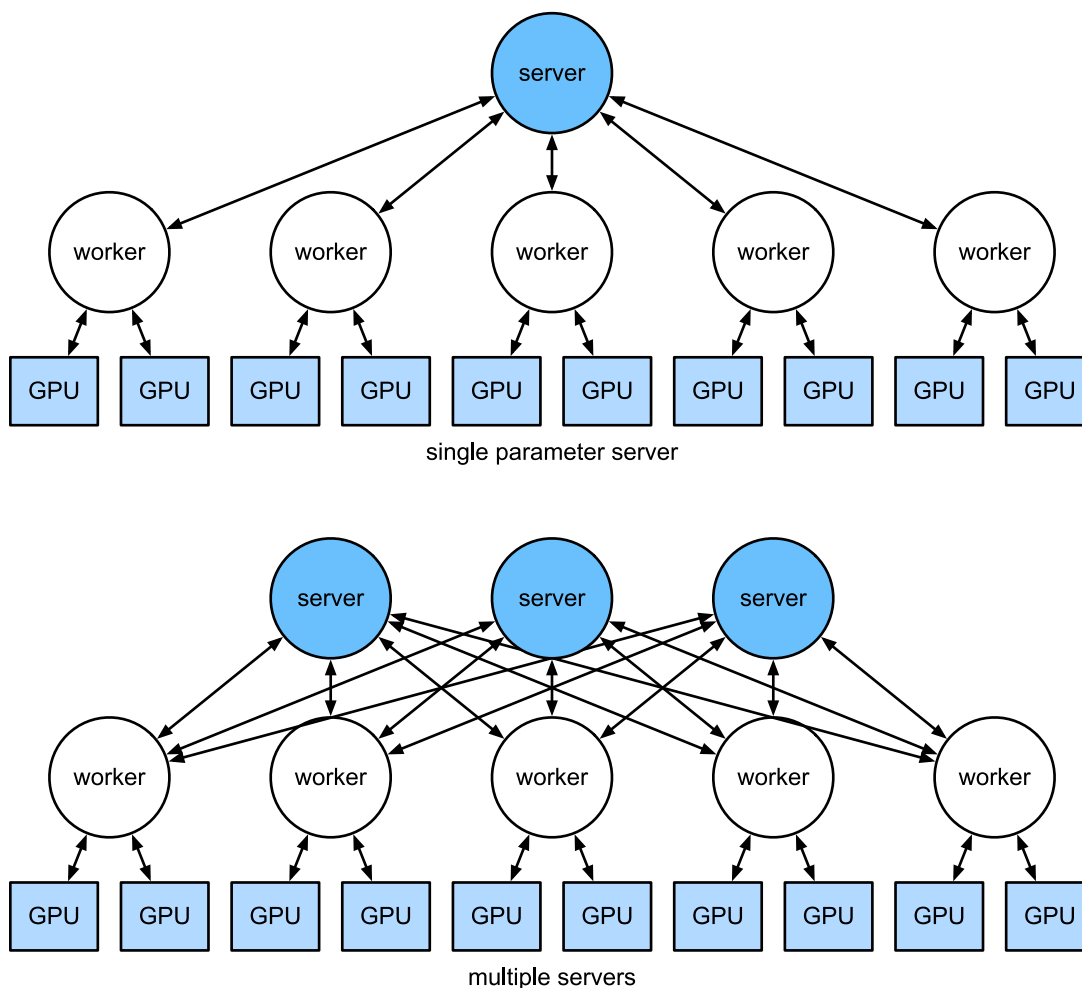 server
worker worker worker worker worker
GPU GPU GPU GPU GPU GPU GPU GPU GPU GPU
single parameter server
server server server
worker worker worker worker worker
GPU GPU GPU GPU GPU GPU GPU GPU GPU GPU
multiple servers